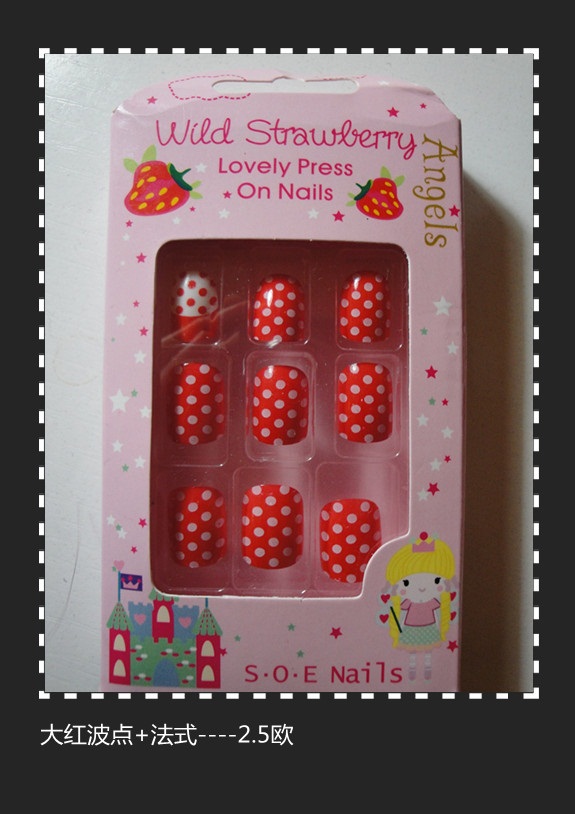 Wild Strawberry
Angels
Lovely Press
On Nails
S·O·E Nails
大红波点+法式----2.5欧